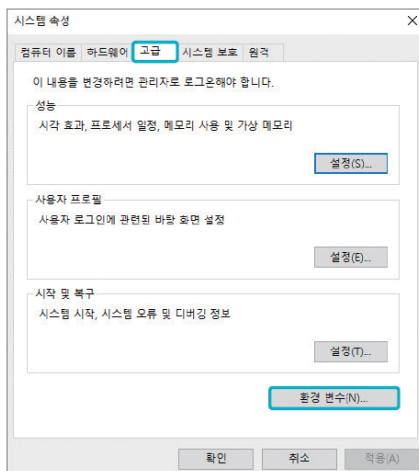 시스템 속성
컴퓨터 이름 하드웨어 고급 시스템 보호 원격
이 내용을 변경하려면 관리자로 로그온해야 합니다.
성능
시각 효과, 프로세서 일정, 메모리 사용 및 가상 메모리
설정(S)...
사용자 프로필
사용자 로그인에 관련된 바탕 화면 설정
설정(E)...
시작 및 복구
시스템 시작, 시스템 오류 및 디버깅 정보
설정(T)...
환경 변수(N)...
확인 취소 적용(A)